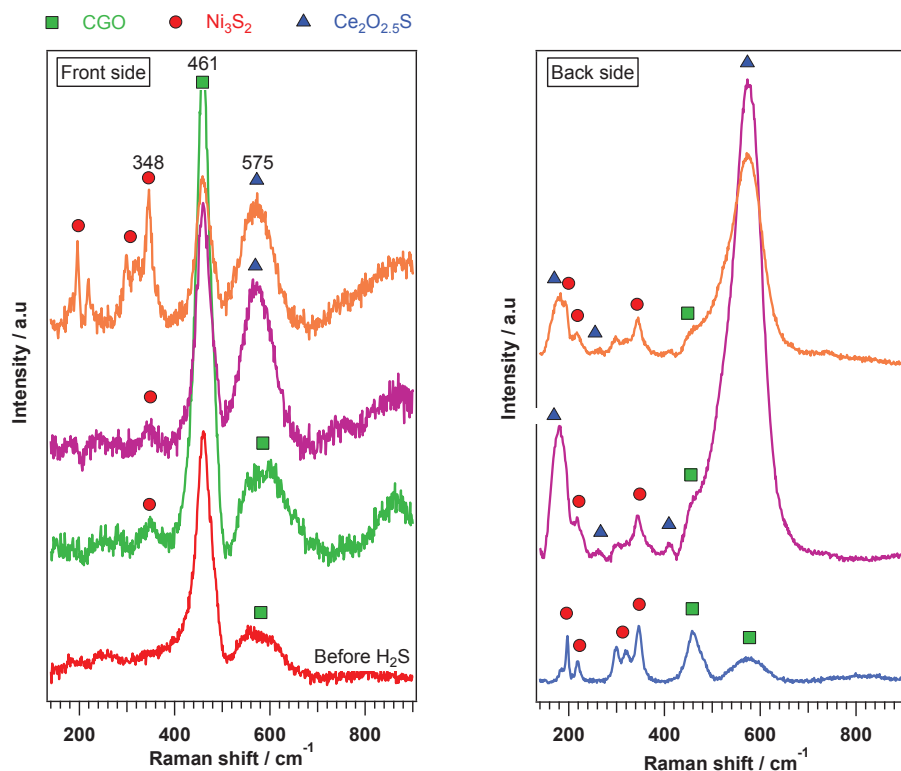 CGO Ni₃S₂ Ce₂O₂.₅S
Front side
461
348
575
Before H₂S
Intensity / a.u
200 400 600 800
Raman shift / cm⁻¹
Back side
Intensity / a.u
200 400 600 800
Raman shift / cm⁻¹